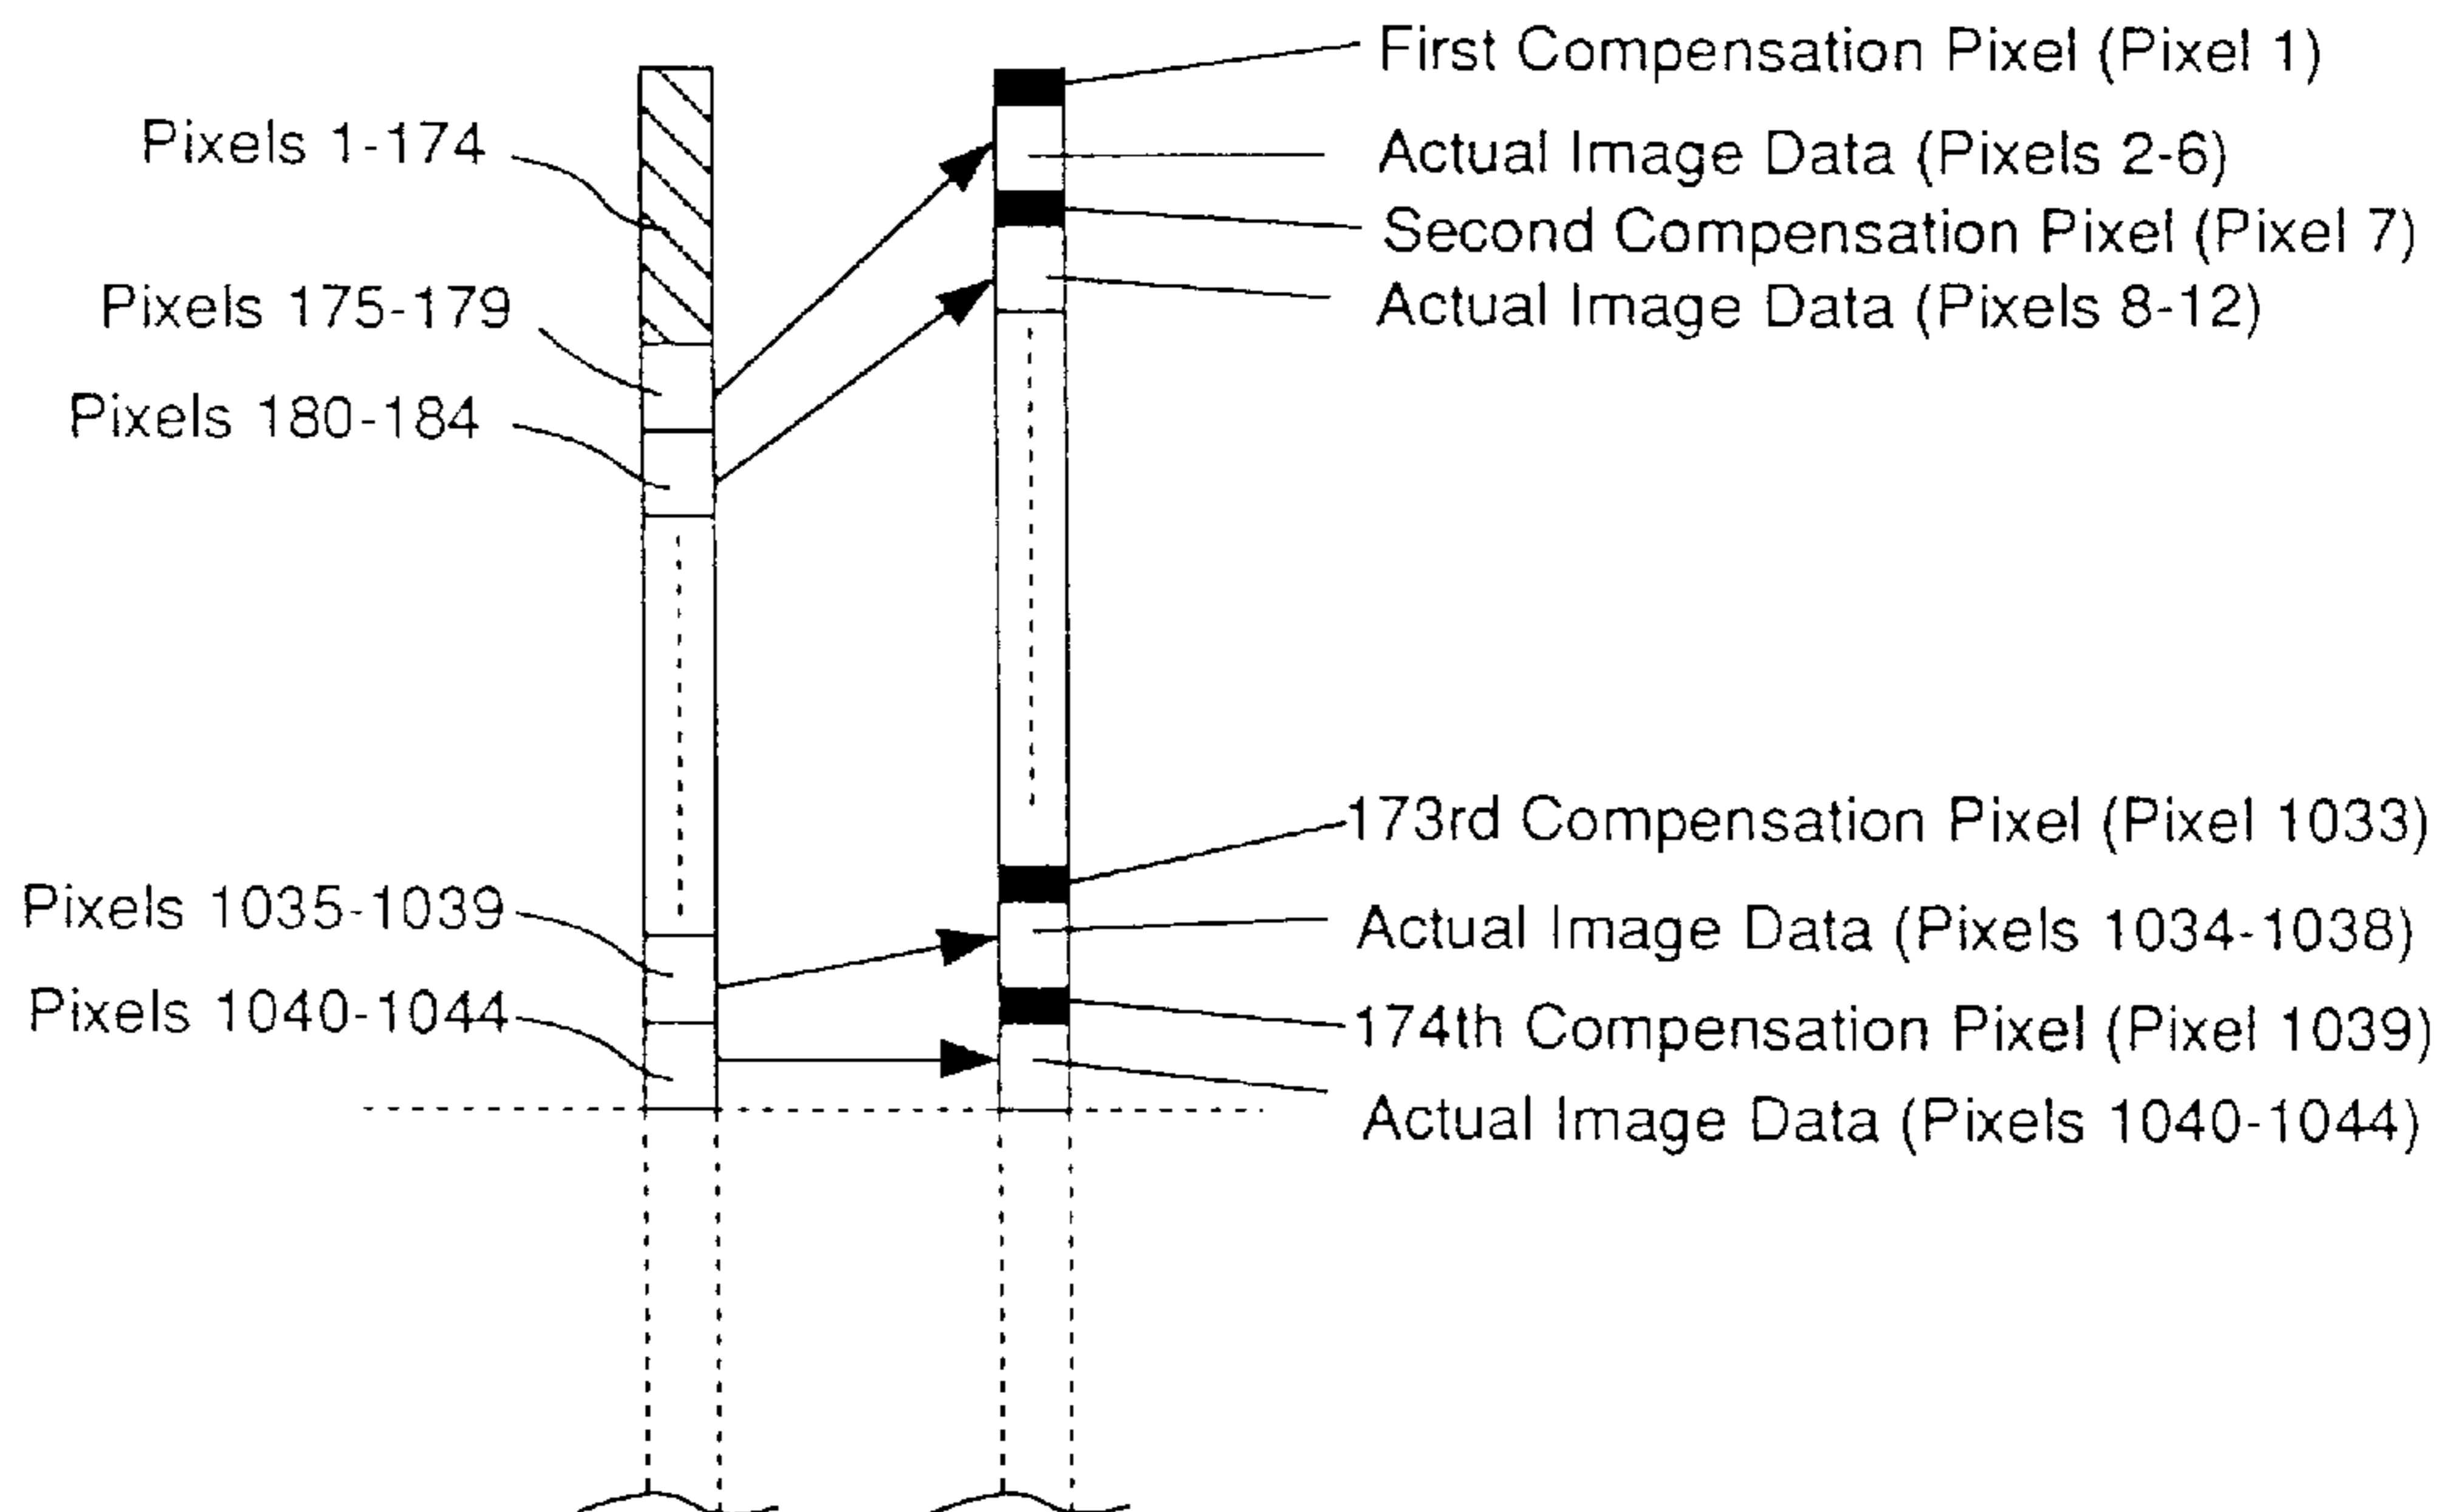 First Compensation Pixel (Pixel 1)
Pixels 1-174
Actual Image Data (Pixels 2-6)
Second Compensation Pixel (Pixel 7)
Pixels 175-179
Actual Image Data (Pixels 8-12)
Pixels 180-184
173rd Compensation Pixel (Pixel 1033)
Pixels 1035-1039
Actual Image Data (Pixels 1034-1038)
Pixels 1040-1044
174th Compensation Pixel (Pixel 1039)
Actual Image Data (Pixels 1040-1044)